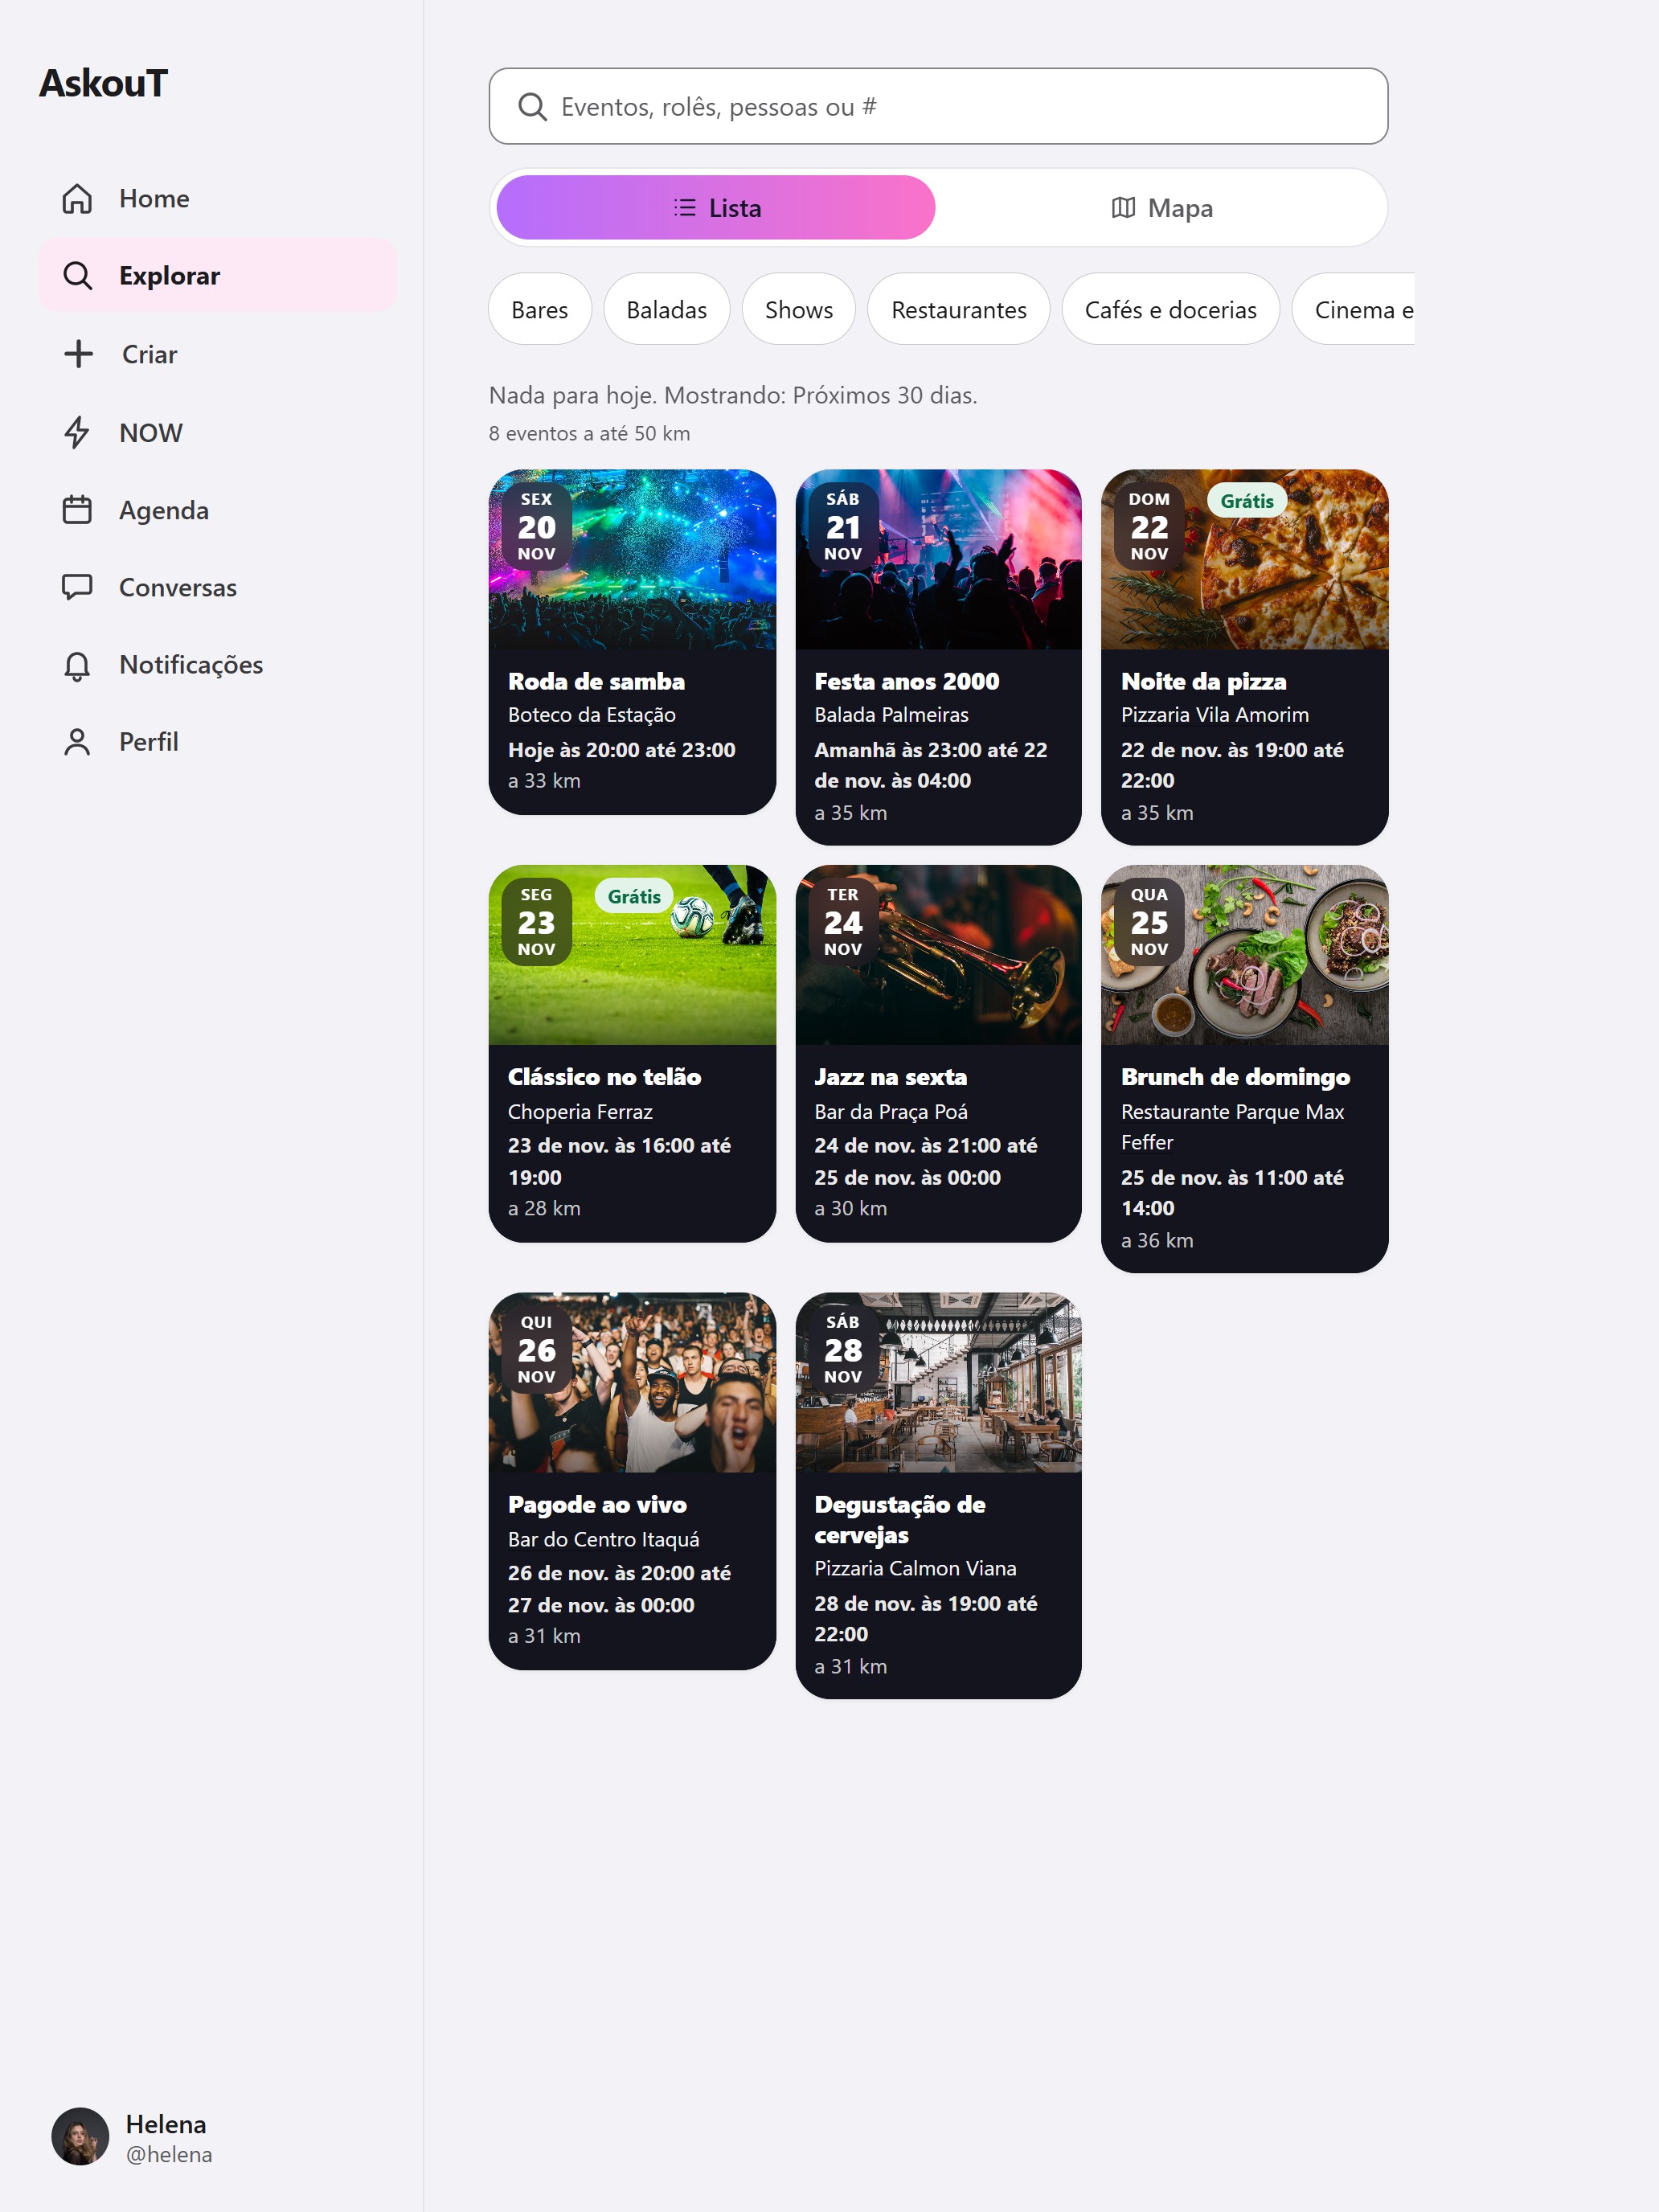 AskouT
Home
Explorar
Criar
NOW
Agenda
Conversas
Notificações
Perfil
Helena
@helena
Eventos, rolês, pessoas ou #
Lista
Mapa
Bares
Baladas
Shows
Restaurantes
Cafés e docerias
Cinema e
Nada para hoje. Mostrando: Próximos 30 dias.
8 eventos a até 50 km
SEX
20
NOV
Roda de samba
Boteco da Estação
Hoje às 20:00 até 23:00
a 33 km
SÁB
21
NOV
Festa anos 2000
Balada Palmeiras
Amanhã às 23:00 até 22
de nov. às 04:00
a 35 km
DOM
22
NOV
Grátis
Noite da pizza
Pizzaria Vila Amorim
22 de nov. às 19:00 até
22:00
a 35 km
SEG
23
NOV
Grátis
Clássico no telão
Choperia Ferraz
23 de nov. às 16:00 até
19:00
a 28 km
TER
24
NOV
Jazz na sexta
Bar da Praça Poá
24 de nov. às 21:00 até
25 de nov. às 00:00
a 30 km
QUA
25
NOV
Brunch de domingo
Restaurante Parque Max
Feffer
25 de nov. às 11:00 até
14:00
a 36 km
QUI
26
NOV
Pagode ao vivo
Bar do Centro Itaquá
26 de nov. às 20:00 até
27 de nov. às 00:00
a 31 km
SÁB
28
NOV
Degustação de
cervejas
Pizzaria Calmon Viana
28 de nov. às 19:00 até
22:00
a 31 km